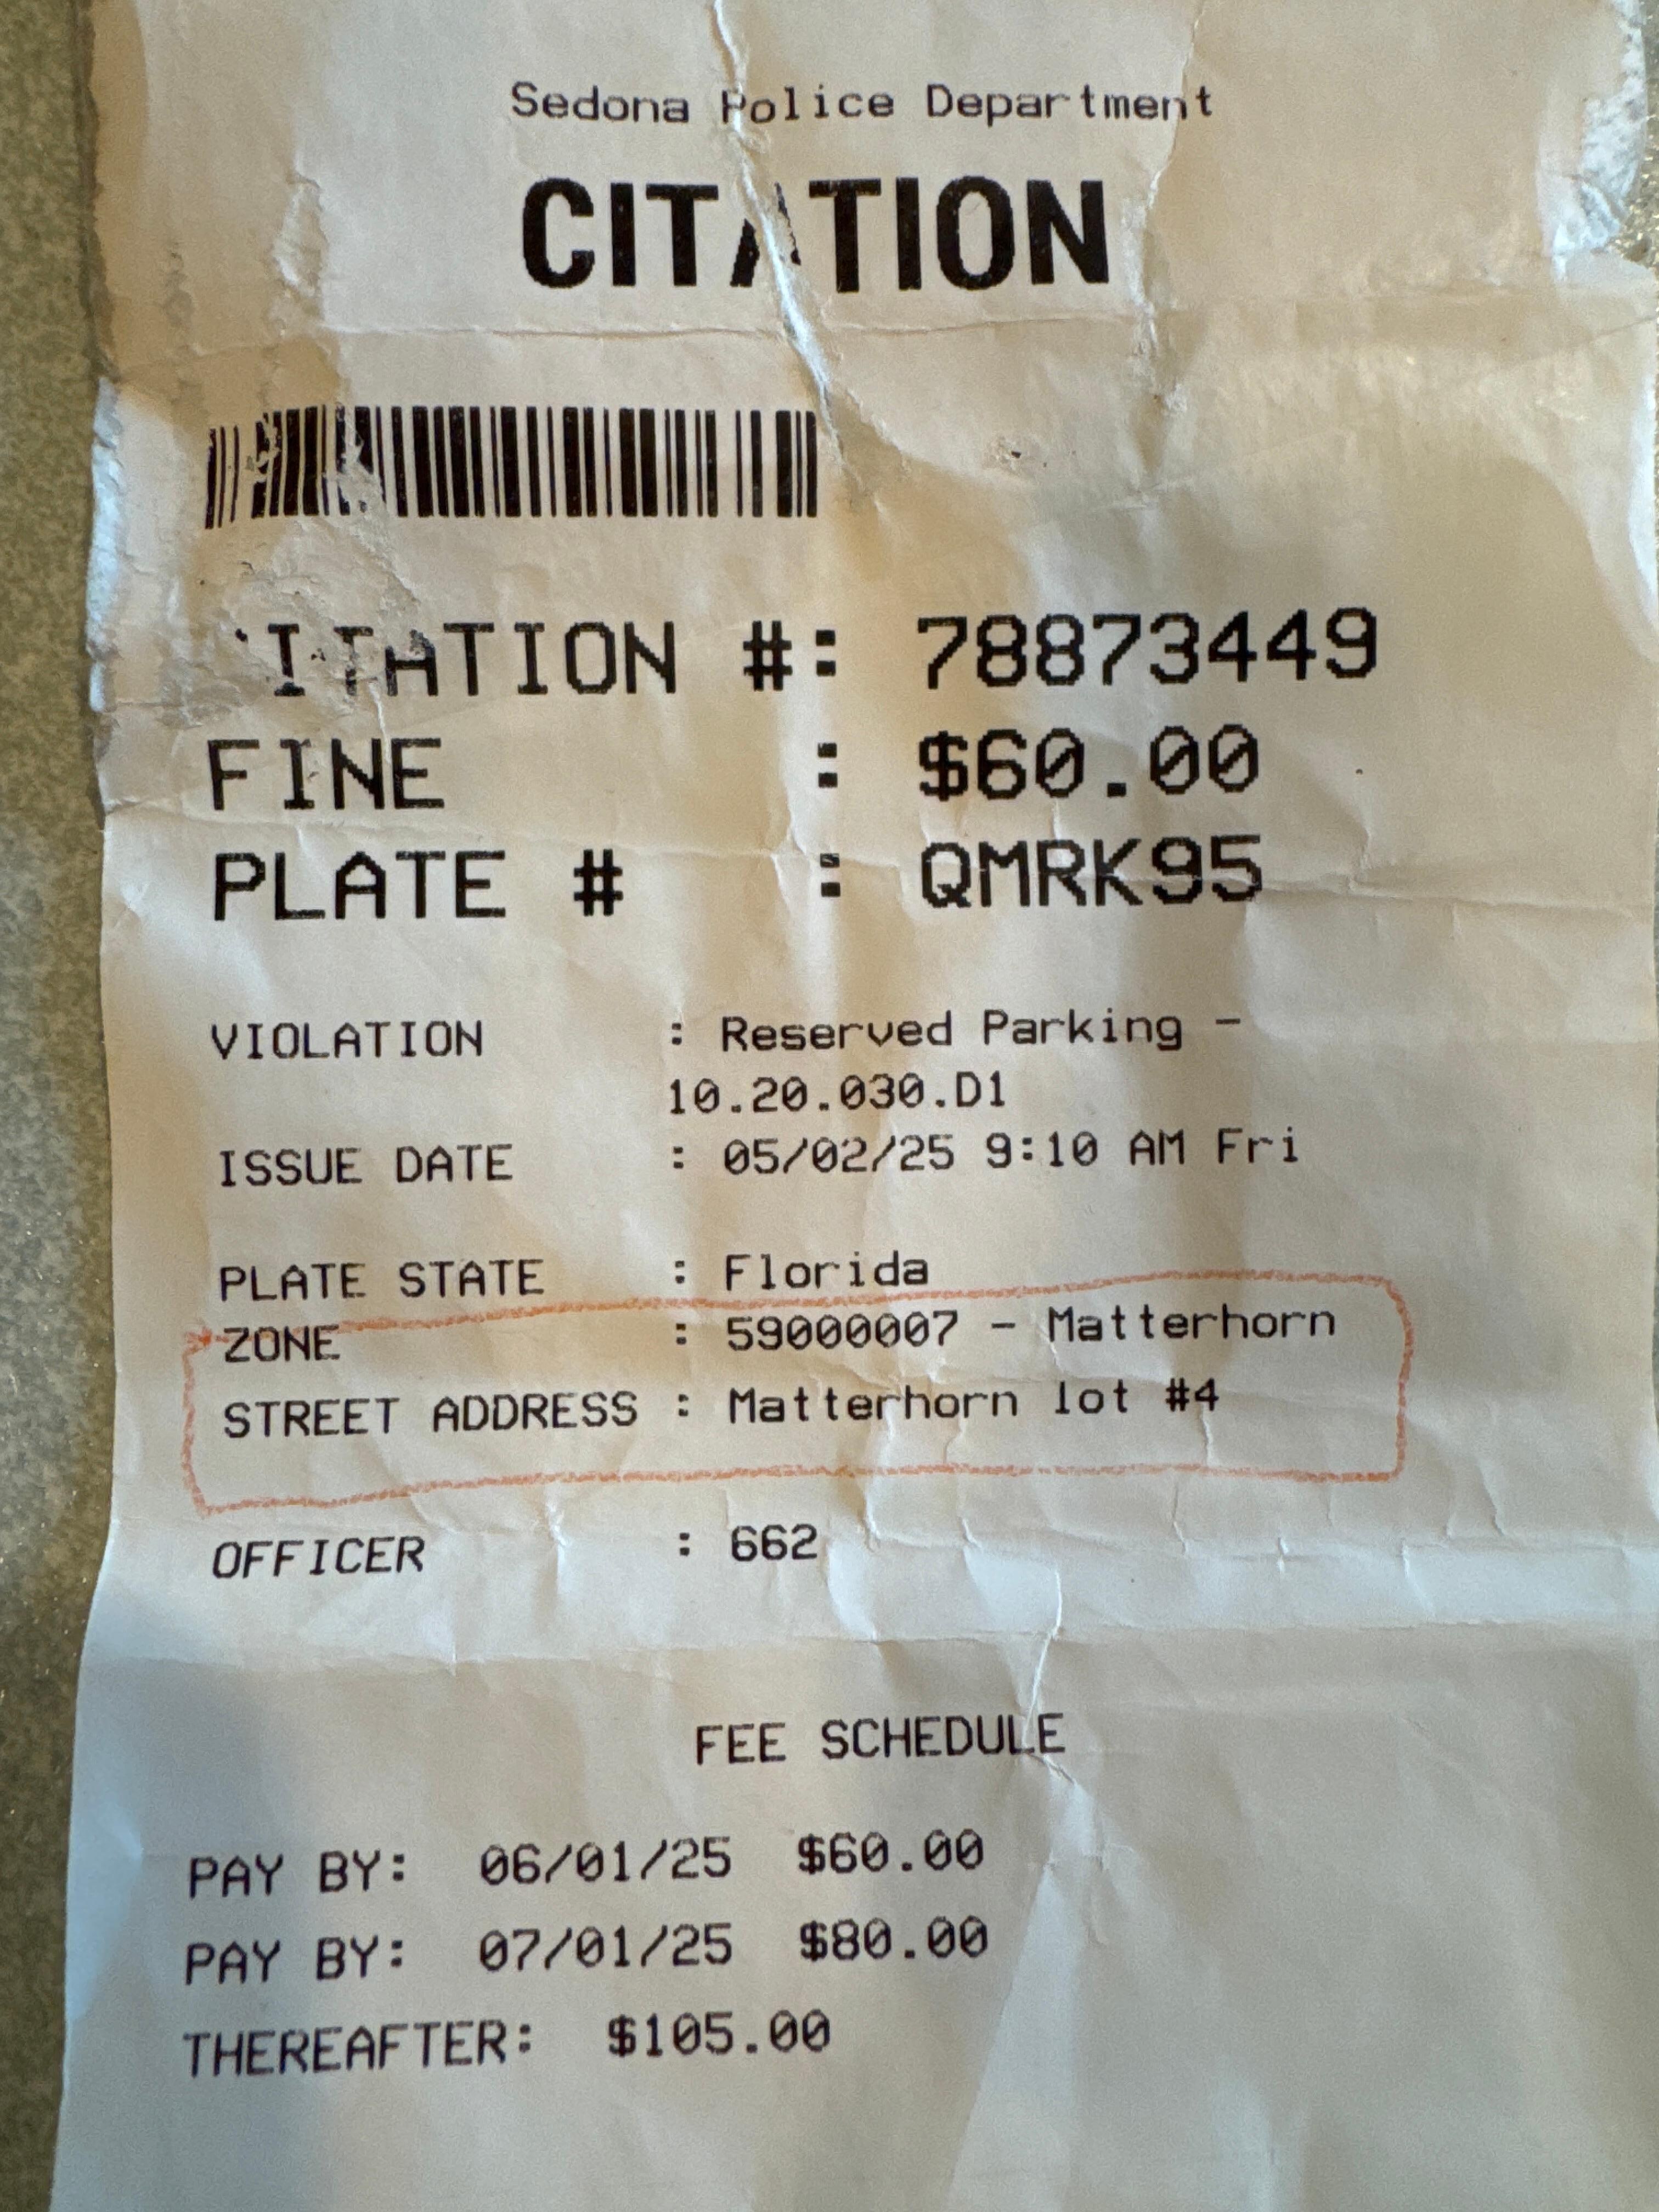 Sedona Police Department
CITATION
CITATION #: 78873449
FINE : $60.00
PLATE # : QMRK95
VIOLATION : Reserved Parking -
10.20.030.D1
ISSUE DATE : 05/02/25 9:10 AM Fri
PLATE STATE : Florida
ZONE : 59000007 - Matterhorn
STREET ADDRESS : Matterhorn lot #4
OFFICER : 662
FEE SCHEDULE
PAY BY: 06/01/25 $60.00
PAY BY: 07/01/25 $80.00
THEREAFTER: $105.00